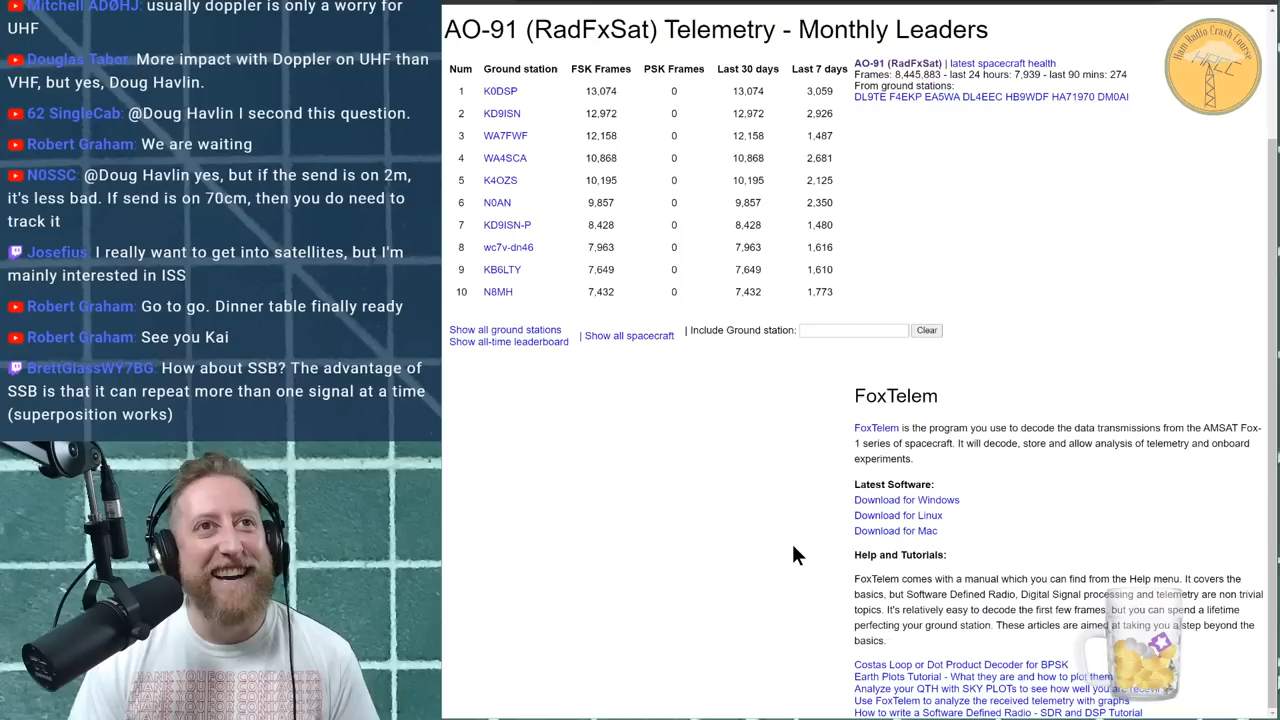 Mitchell AD0HJ: usually doppler is only a worry for
UHF
Douglas Tabor: More impact with Doppler on UHF than
VHF, but yes, Doug Havlin.
62 SingleCab: @Doug Havlin I second this question.
Robert Graham: We are waiting
N0SSC: @Doug Havlin yes, but if the send is on 2m,
it's less bad. If send is on 70cm, then you do need to
track it
Josefius: I really want to get into satellites, but I'm
mainly interested in ISS
Robert Graham: Go to go. Dinner table finally ready
Robert Graham: See you Kai
BrettGlassWY7BG: How about SSB? The advantage of
SSB is that it can repeat more than one signal at a time
(superposition works)
AO-91 (RadFxSat) Telemetry - Monthly Leaders
Num Ground station FSK Frames PSK Frames Last 30 days Last 7 days
1 K0DSP 13,074 0 13,074 3,059
2 KD9ISN 12,972 0 12,972 2,926
3 WA7FWF 12,158 0 12,158 1,487
4 WA4SCA 10,868 0 10,868 2,681
5 K4OZS 10,195 0 10,195 2,125
6 N0AN 9,857 0 9,857 2,350
7 KD9ISN-P 8,428 0 8,428 1,480
8 wc7v-dn46 7,963 0 7,963 1,616
9 KB6LTY 7,649 0 7,649 1,610
10 N8MH 7,432 0 7,432 1,773
Show all ground stations
Show all-time leaderboard
| Show all spacecraft
| Include Ground station: Clear
AO-91 (RadFxSat) | latest spacecraft health
Frames: 8,445,883 - last 24 hours: 7,939 - last 90 mins: 274
From ground stations:
DL9TE F4EKP EA5WA DL4EEC HB9WDF HA71970 DM0AI
Ham Radio Crash Course
FoxTelem
FoxTelem is the program you use to decode the data transmissions from the AMSAT Fox-
1 series of spacecraft. It will decode, store and allow analysis of telemetry and onboard
experiments.
Latest Software:
Download for Windows
Download for Linux
Download for Mac
Help and Tutorials:
FoxTelem comes with a manual which you can find from the Help menu. It covers the
basics, but Software Defined Radio, Digital Signal processing and telemetry are non trivial
topics. It's relatively easy to decode the first few frames, but you can spend a lifetime
perfecting your ground station. These articles are aimed at taking you a step beyond the
basics.
Costas Loop or Dot Product Decoder for BPSK
Earth Plots Tutorial - What they are and how to plot them
Analyze your QTH with SKY PLOTs to see how well you are
Use FoxTelem to analyze the received telemetry with graphs
How to write a Software Defined Radio - SDR and DSP Tutorial